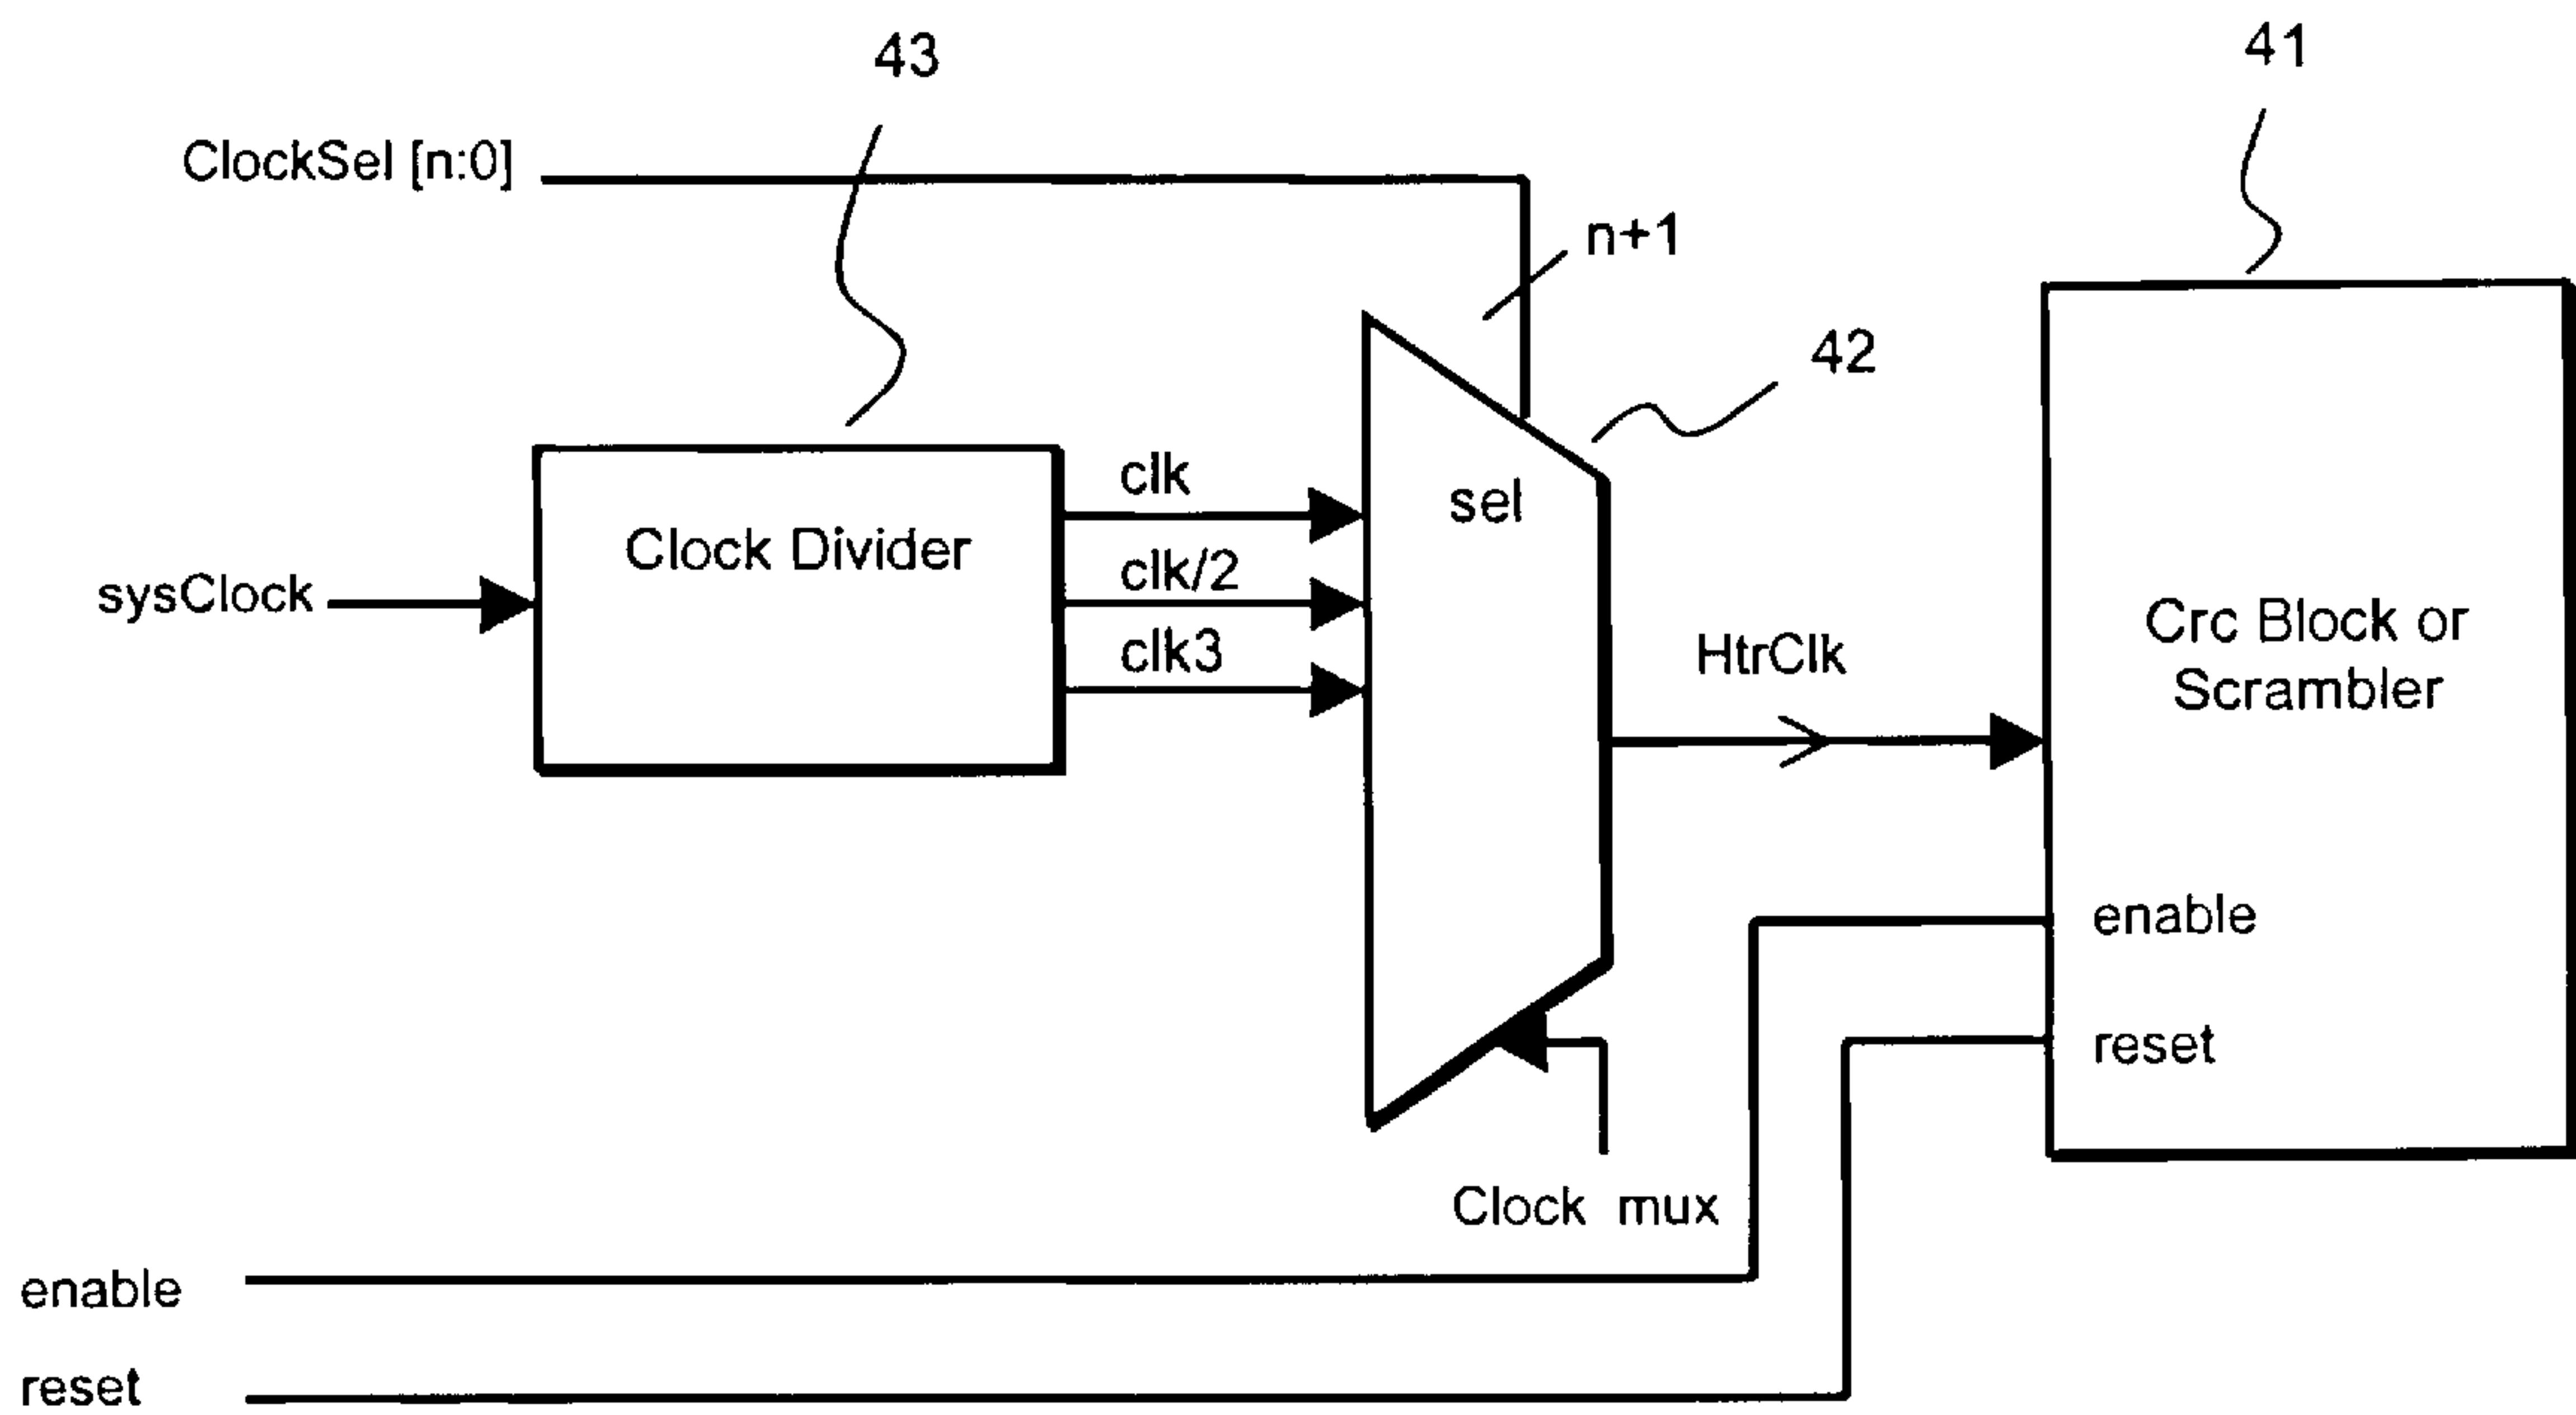 43
41
ClockSel [n:0]
n+1
42
clk
sel
Clock Divider
clk/2
sysClock
clk3
HtrClk
Crc Block or
Scrambler
enable
reset
Clock mux
enable
reset